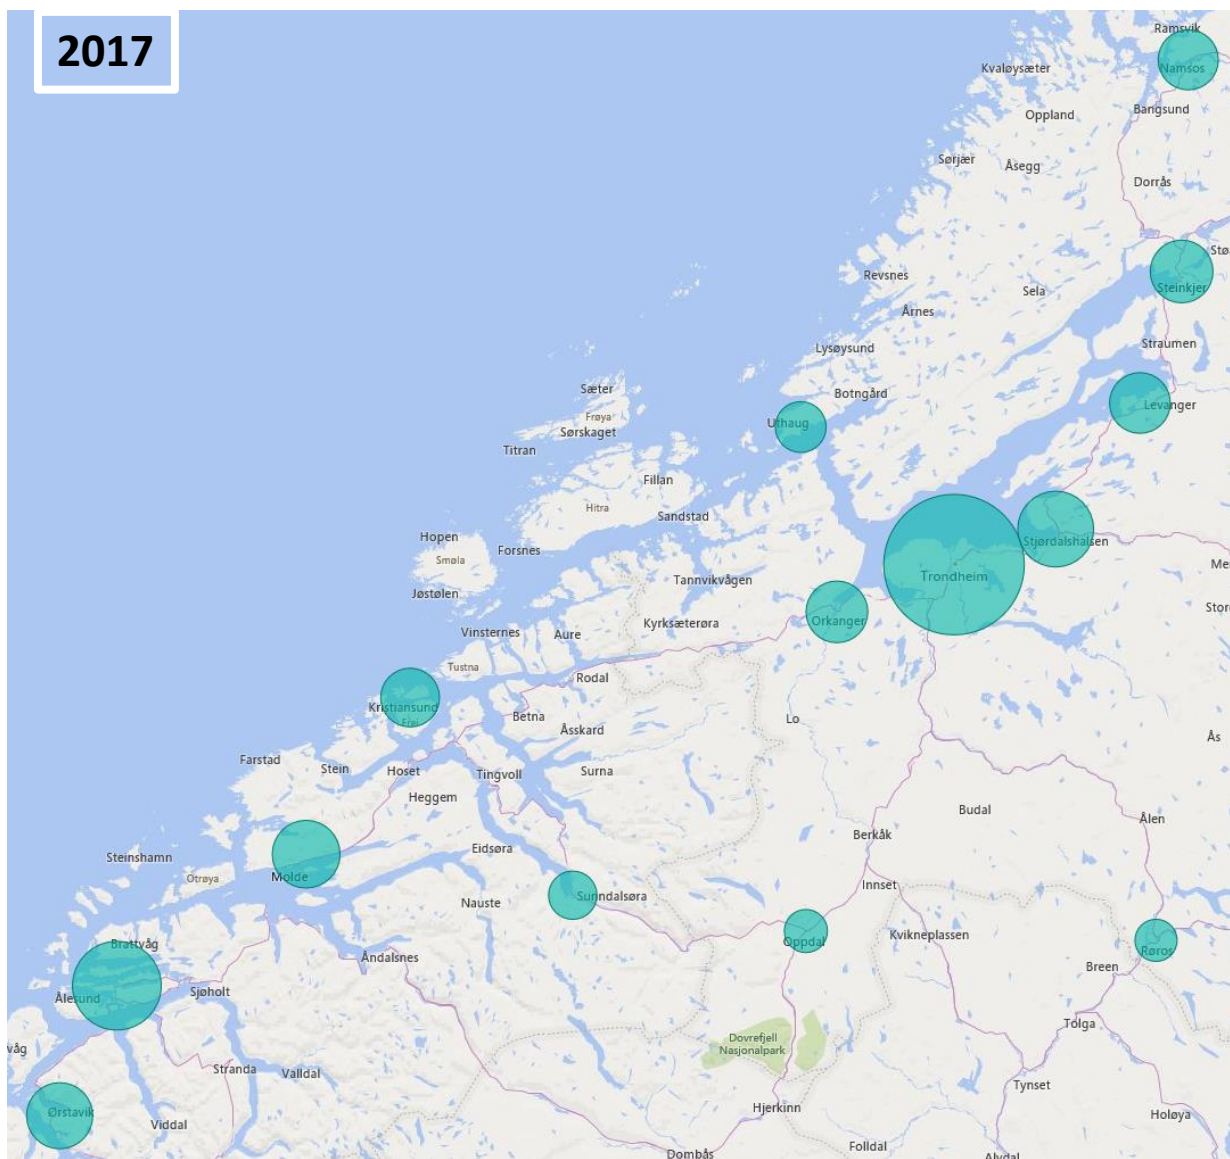 2017
Ramsvik
Kvaløysæter
Namsos
Bangsund
Oppland
Sørjær
Åsegg
Dorrås
Revsnes
Sela
Steinkjer
Årnes
Straumen
Lysøysund
Sæter
Botngård
Frøya
Levanger
Sørskaget
Uthaug
Titran
Fillan
Hitra
Sandstad
Hopen
Forsnes
Stjørdalshalsen
Smøla
Trondheim
Tannvikvågen
Jøstølen
Orkanger
Kyrksæterøra
Vinsternes
Aure
Tustna
Rodal
Kristiansund
Frei
Betna
Lo
Åsskard
Ås
Farstad
Stein
Hoset
Tingvoll
Surna
Heggem
Budal
Ålen
Berkåk
Eidsøra
Steinshamn
Otrøya
Molde
Innset
Sunndalsøra
Nauste
Kvikneplassen
Brattvåg
Oppdal
Røros
Åndalsnes
Breen
Sjøholt
Ålesund
Tolga
Dovrefjell
Nasjonalpark
våg
Stranda
Valldal
Tynset
Ørstavik
Viddal
Hjerkinn
Holøya
Folldal
Dombås
Alvdal